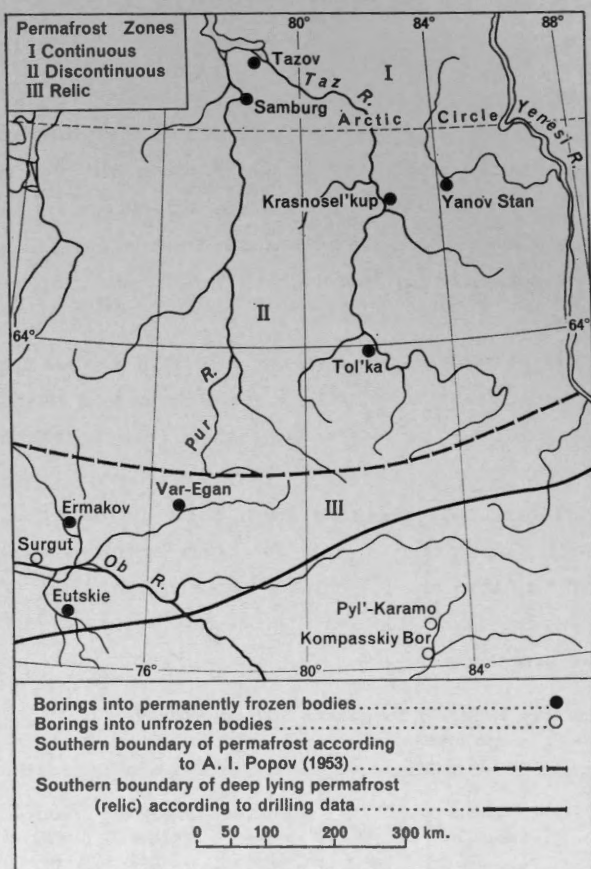 Permafrost Zones
I Continuous
II Discontinuous
III Relic
80°
84°
88°
Tazov
Taz R.
I
Samburg
Arctic Circle
Yenesi R.
Krasnosel'kup
Yanov Stan
64°
II
64°
Tol'ka
Pur R.
Var-Egan
III
Ermakov
Surgut
Ob R.
Eutskie
Pyl'-Karamo
Kompasskiy Bor
76°
80°
84°
Borings into permanently frozen bodies
Borings into unfrozen bodies
Southern boundary of permafrost according
to A. I. Popov (1953)
Southern boundary of deep lying permafrost
(relic) according to drilling data
0 50 100 200 300 km.